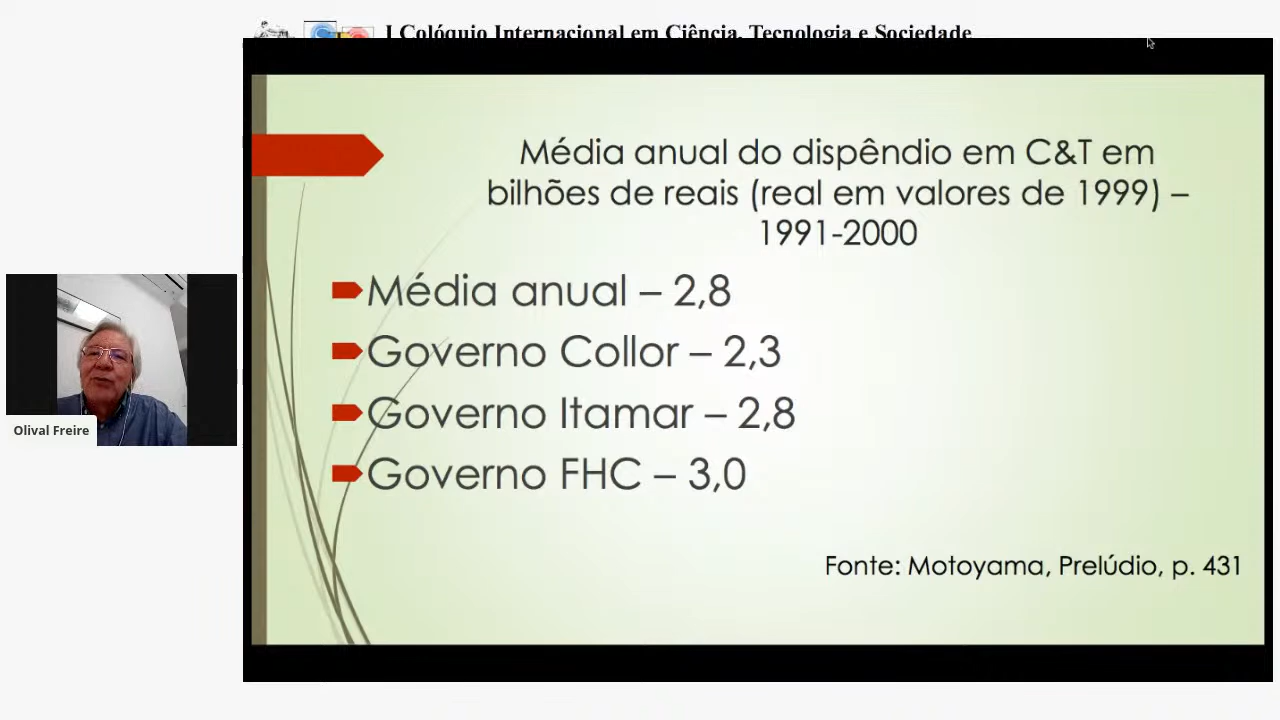 I Colóquio Internacional em Ciência, Tecnologia e Sociedade
Média anual do dispêndio em C&T em
bilhões de reais (real em valores de 1999) –
1991-2000
Média anual – 2,8
Governo Collor – 2,3
Governo Itamar – 2,8
Governo FHC – 3,0
Olival Freire
Fonte: Motoyama, Prelúdio, p. 431